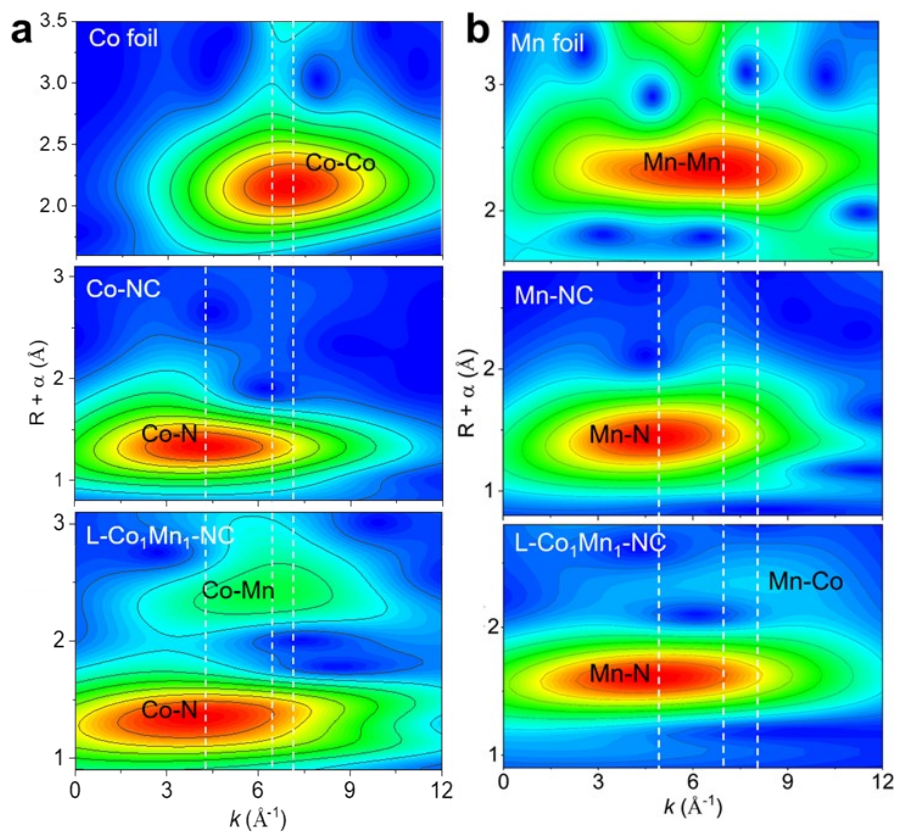 a
Co foil
3.5
3.0
2.5
2.0
Co-Co
Co-NC
3
2
1
Co-N
L-Co₁Mn₁-NC
3
2
1
Co-Mn
Co-N
0 3 6 9 12
k (Å⁻¹)
R + α (Å)
b
Mn foil
3
2
Mn-Mn
Mn-NC
2
1
Mn-N
L-Co₁Mn₁-NC
2
1
Mn-Co
Mn-N
0 3 6 9 12
k (Å⁻¹)
R + α (Å)